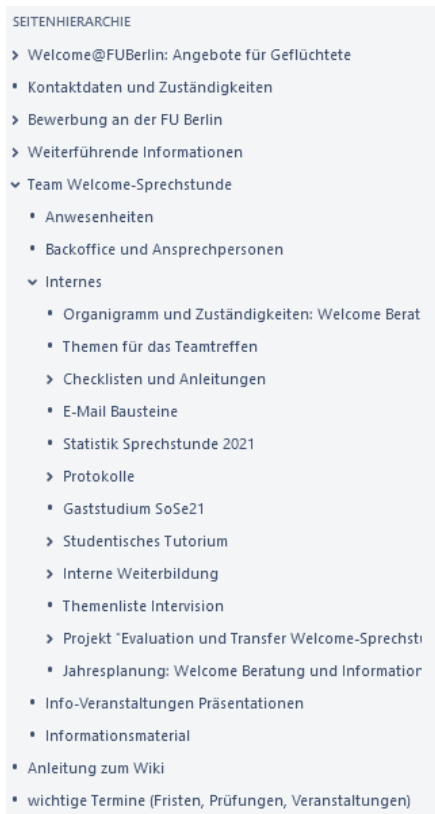 SEITENHIERARCHIE
Welcome@FUBerlin: Angebote für Geflüchtete
Kontaktdaten und Zuständigkeiten
Bewerbung an der FU Berlin
Weiterführende Informationen
Team Welcome-Sprechstunde
Anwesenheiten
Backoffice und Ansprechpersonen
Internes
Organigramm und Zuständigkeiten: Welcome Berat
Themen für das Teamtreffen
Checklisten und Anleitungen
E-Mail Bausteine
Statistik Sprechstunde 2021
Protokolle
Gaststudium SoSe21
Studentisches Tutorium
Interne Weiterbildung
Themenliste Intervision
Projekt "Evaluation und Transfer Welcome-Sprechstu
Jahresplanung: Welcome Beratung und Information
Info-Veranstaltungen Präsentationen
Informationsmaterial
Anleitung zum Wiki
wichtige Termine (Fristen, Prüfungen, Veranstaltungen)